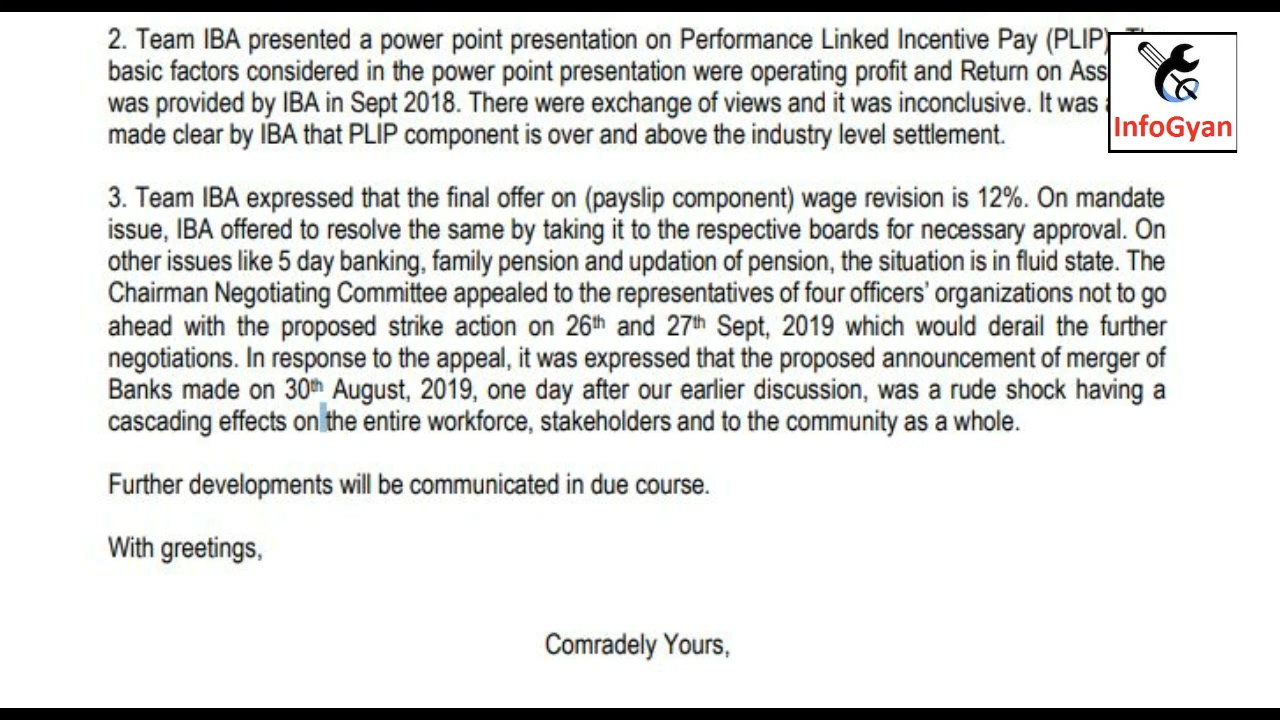 2. Team IBA presented a power point presentation on Performance Linked Incentive Pay (PLIP).
basic factors considered in the power point presentation were operating profit and Return on
was provided by IBA in Sept 2018. There were exchange of views and it was inconclusive. It was
made clear by IBA that PLIP component is over and above the industry level settlement.
InfoGyan
3. Team IBA expressed that the final offer on (payslip component) wage revision is 12%. On mandate
issue, IBA offered to resolve the same by taking it to the respective boards for necessary approval. On
other issues like 5 day banking, family pension and updation of pension, the situation is in fluid state. The
Chairman Negotiating Committee appealed to the representatives of four officers' organizations not to go
ahead with the proposed strike action on 26th and 27th Sept, 2019 which would derail the further
negotiations. In response to the appeal, it was expressed that the proposed announcement of merger of
Banks made on 30th August, 2019, one day after our earlier discussion, was a rude shock having a
cascading effects on the entire workforce, stakeholders and to the community as a whole.
Further developments will be communicated in due course.
With greetings,
Comradely Yours,